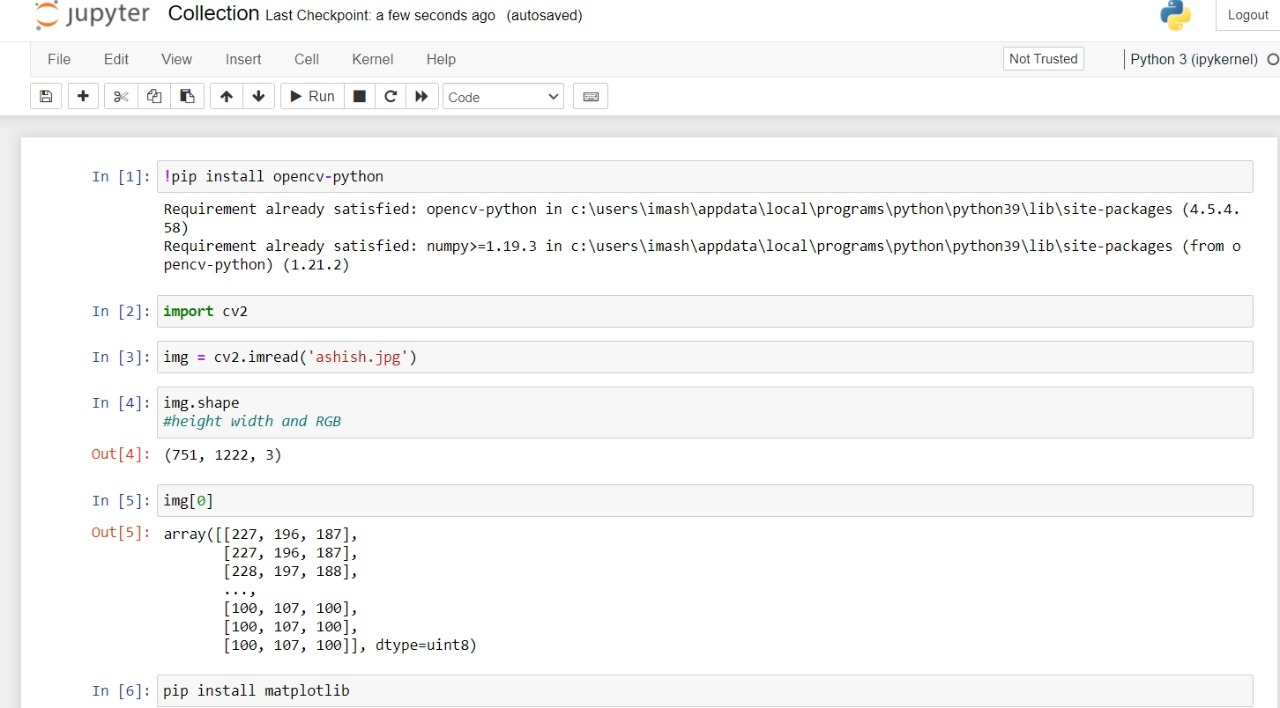 jupyter Collection Last Checkpoint: a few seconds ago (autosaved) Logout
File Edit View Insert Cell Kernel Help Not Trusted Python 3 (ipykernel)
Run Code
In [1]: !pip install opencv-python
Requirement already satisfied: opencv-python in c:\users\imash\appdata\local\programs\python\python39\lib\site-packages (4.5.4.
58)
Requirement already satisfied: numpy>=1.19.3 in c:\users\imash\appdata\local\programs\python\python39\lib\site-packages (from o
pencv-python) (1.21.2)
In [2]: import cv2
In [3]: img = cv2.imread('ashish.jpg')
In [4]: img.shape
#height width and RGB
Out[4]: (751, 1222, 3)
In [5]: img[0]
Out[5]: array([[227, 196, 187],
[227, 196, 187],
[228, 197, 188],
...,
[100, 107, 100],
[100, 107, 100],
[100, 107, 100]], dtype=uint8)
In [6]: pip install matplotlib